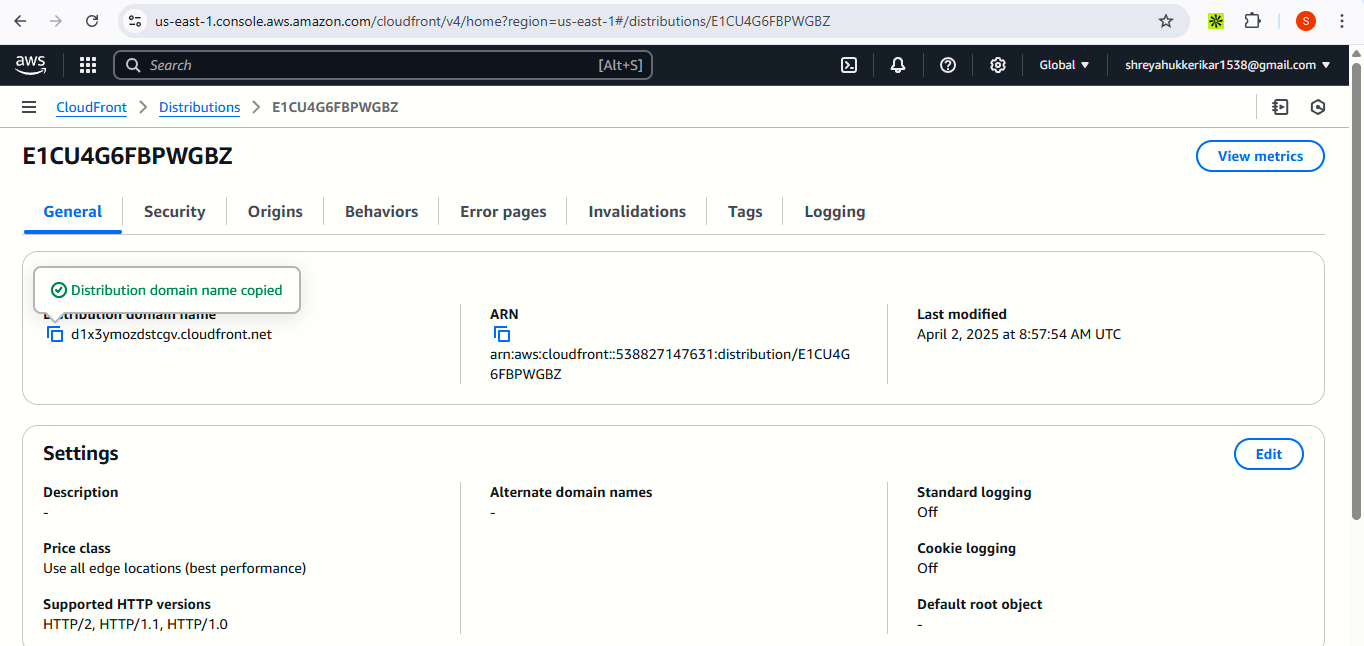 us-east-1.console.aws.amazon.com/cloudfront/v4/home?region=us-east-1#/distributions/E1CU4G6FBPWGBZ
S
aws
Search [Alt+S]
Global
shreyahukkerikar1538@gmail.com
CloudFront
Distributions
E1CU4G6FBPWGBZ
E1CU4G6FBPWGBZ
View metrics
General
Security
Origins
Behaviors
Error pages
Invalidations
Tags
Logging
Distribution domain name copied
Distribution domain name
d1x3ymozdstcgv.cloudfront.net
ARN
arn:aws:cloudfront::538827147631:distribution/E1CU4G
6FBPWGBZ
Last modified
April 2, 2025 at 8:57:54 AM UTC
Settings
Edit
Description
-
Price class
Use all edge locations (best performance)
Supported HTTP versions
HTTP/2, HTTP/1.1, HTTP/1.0
Alternate domain names
-
Standard logging
Off
Cookie logging
Off
Default root object
-